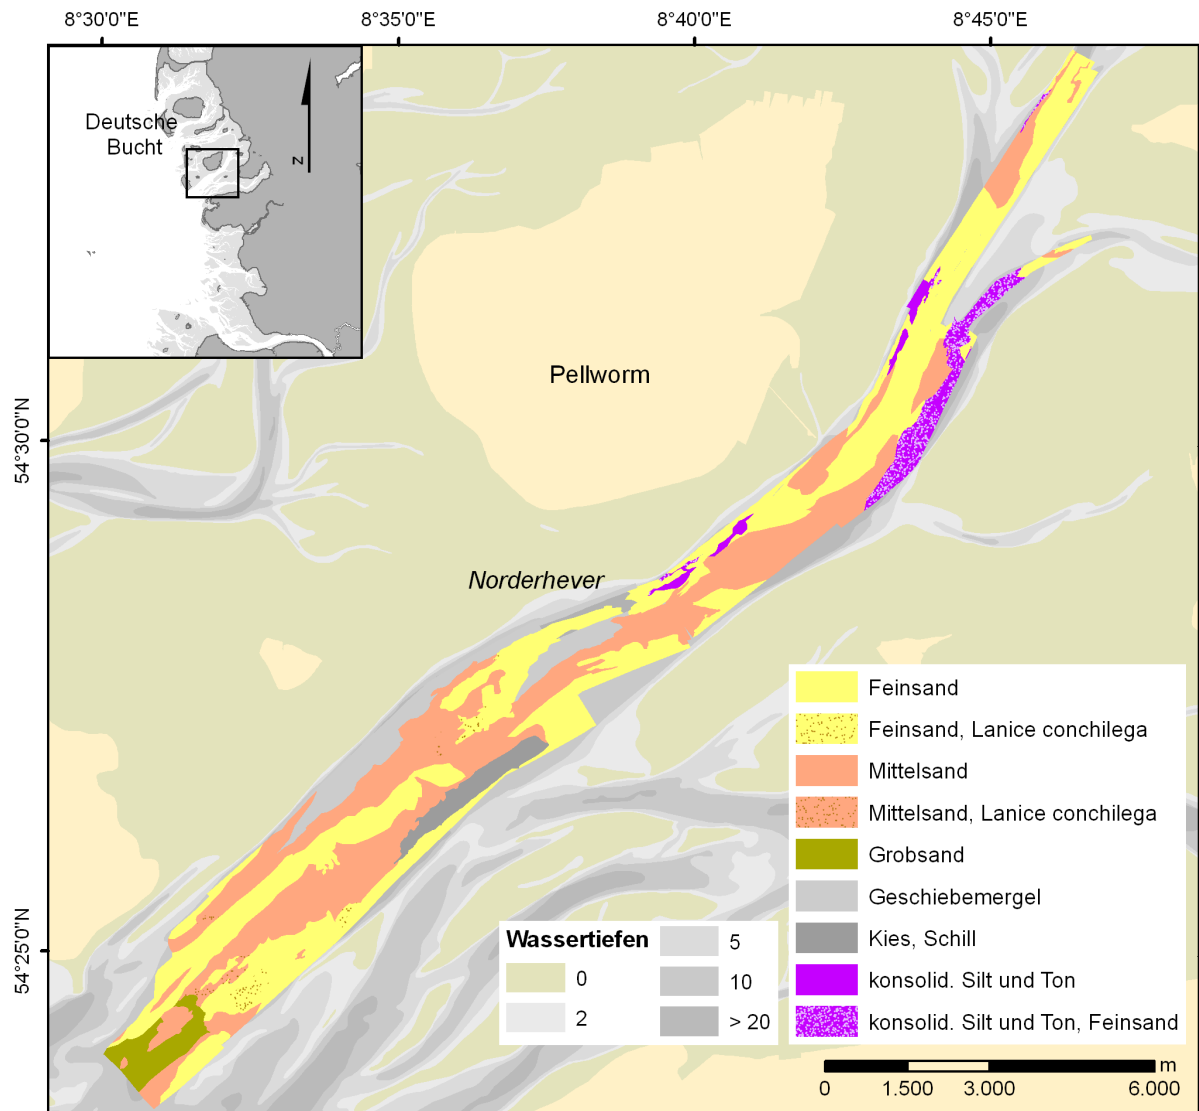 8°30'0"E
8°35'0"E
8°40'0"E
8°45'0"E
Deutsche
Bucht
N
54°30'0"N
54°25'0"N
Pellworm
Norderhever
Feinsand
Feinsand, Lanice conchilega
Mittelsand
Mittelsand, Lanice conchilega
Grobsand
Geschiebemergel
Kies, Schill
konsolid. Silt und Ton
konsolid. Silt und Ton, Feinsand
Wassertiefen
0
2
5
10
> 20
m
0 1.500 3.000 6.000